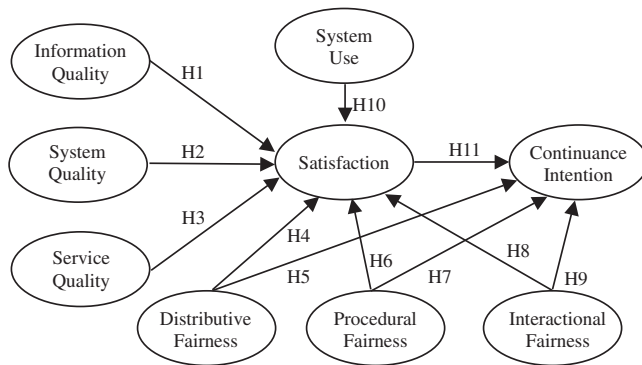 Information
Quality
System
Use
H1
H10
System
Quality
H2
Satisfaction
H11
Continuance
Intention
H3
Service
Quality
H4
H5
H6
H7
H8
H9
Distributive
Fairness
Procedural
Fairness
Interactional
Fairness